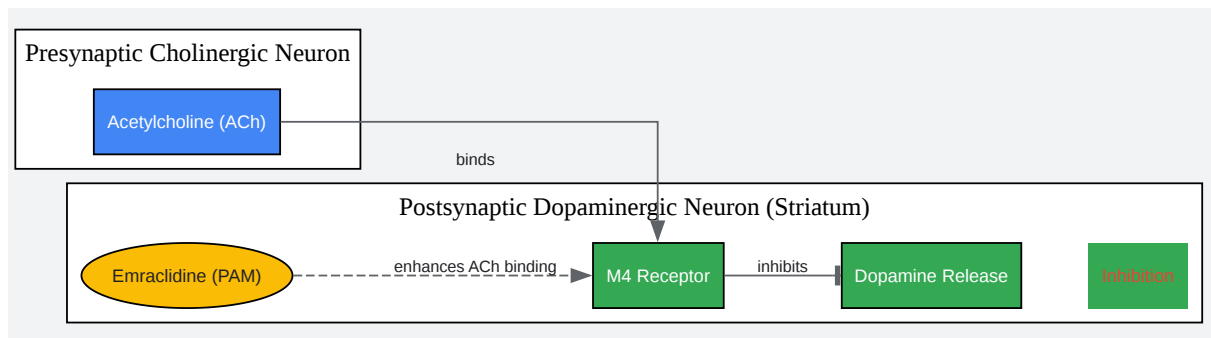 Presynaptic Cholinergic Neuron
Acetylcholine (ACh)
binds
Postsynaptic Dopaminergic Neuron (Striatum)
Emraclidine (PAM)
enhances ACh binding
M4 Receptor
inhibits
Dopamine Release
Inhibition